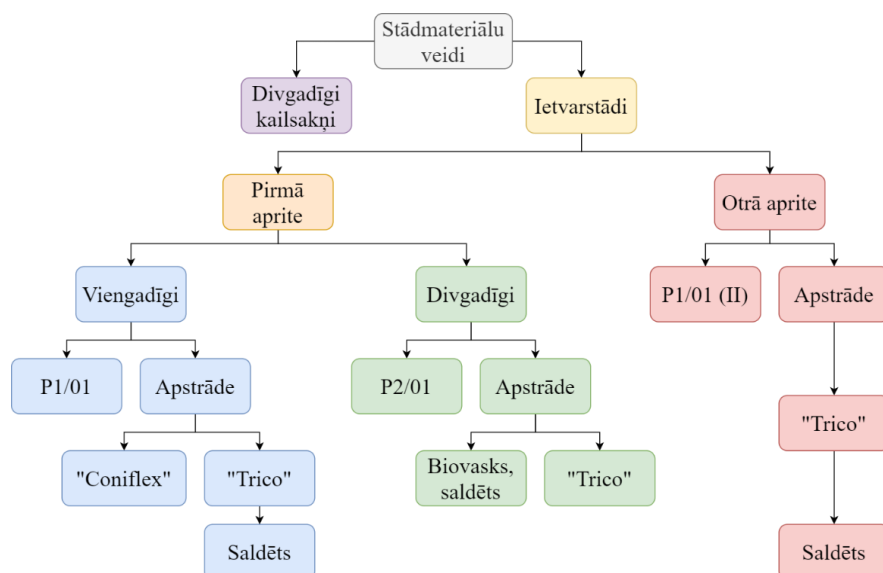 Stādmateriālu
veidi
Divgadīgi
kailsakņi
Ietvarstādi
Pirmā
aprite
Otrā aprite
Viengadīgi
Divgadīgi
P1/01 (II)
Apstrāde
P1/01
Apstrāde
P2/01
Apstrāde
"Trico"
"Coniflex"
"Trico"
Biovasks,
saldēts
"Trico"
Saldēts
Saldēts